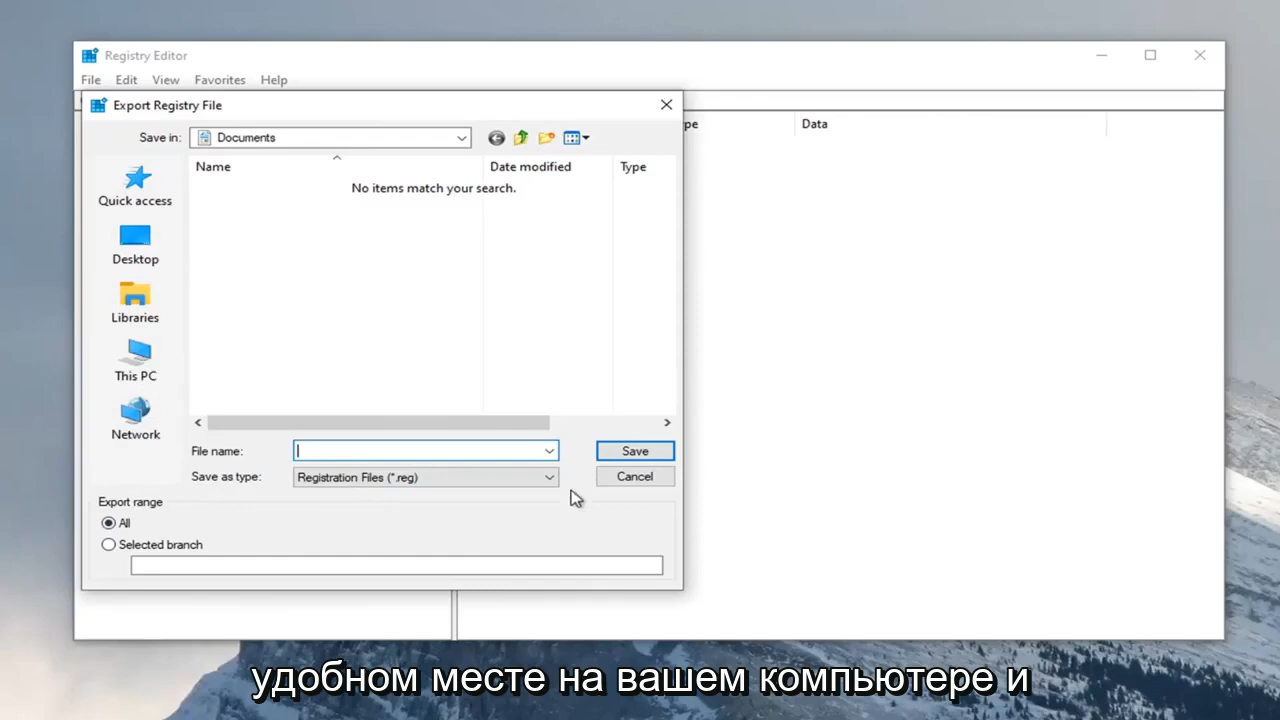 Registry Editor
File Edit View Favorites Help
Export Registry File
Save in: Documents
pe Data
Name Date modified Type
No items match your search.
Quick access
Desktop
Libraries
This PC
Network
File name: Save
Save as type: Registration Files (*.reg) Cancel
Export range
All
Selected branch
удобном месте на вашем компьютере и